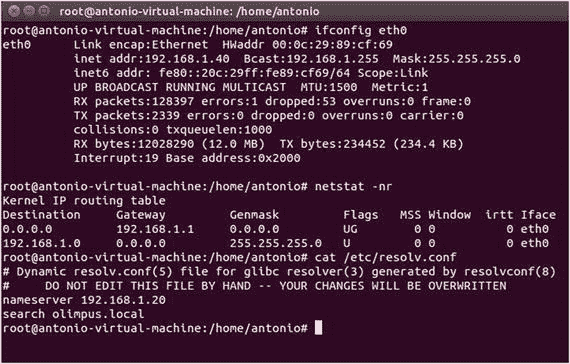 root@antonio-virtual-machine: /home/antonio
root@antonio-virtual-machine:/home/antonio# ifconfig eth0
eth0      Link encap:Ethernet  HWaddr 00:0c:29:89:cf:69
          inet addr:192.168.1.40  Bcast:192.168.1.255  Mask:255.255.255.0
          inet6 addr: fe80::20c:29ff:fe89:cf69/64 Scope:Link
          UP BROADCAST RUNNING MULTICAST  MTU:1500  Metric:1
          RX packets:128397 errors:1 dropped:53 overruns:0 frame:0
          TX packets:2339 errors:0 dropped:0 overruns:0 carrier:0
          collisions:0 txqueuelen:1000
          RX bytes:12028290 (12.0 MB)  TX bytes:234452 (234.4 KB)
          Interrupt:19 Base address:0x2000
root@antonio-virtual-machine:/home/antonio# netstat -nr
Kernel IP routing table
Destination     Gateway         Genmask         Flags   MSS Window  irtt Iface
0.0.0.0         192.168.1.1     0.0.0.0         UG        0 0          0 eth0
192.168.1.0     0.0.0.0         255.255.255.0   U         0 0          0 eth0
root@antonio-virtual-machine:/home/antonio# cat /etc/resolv.conf
# Dynamic resolv.conf(5) file for glibc resolver(3) generated by resolvconf(8)
#     DO NOT EDIT THIS FILE BY HAND -- YOUR CHANGES WILL BE OVERWRITTEN
nameserver 192.168.1.20
search olimpus.local
root@antonio-virtual-machine:/home/antonio#